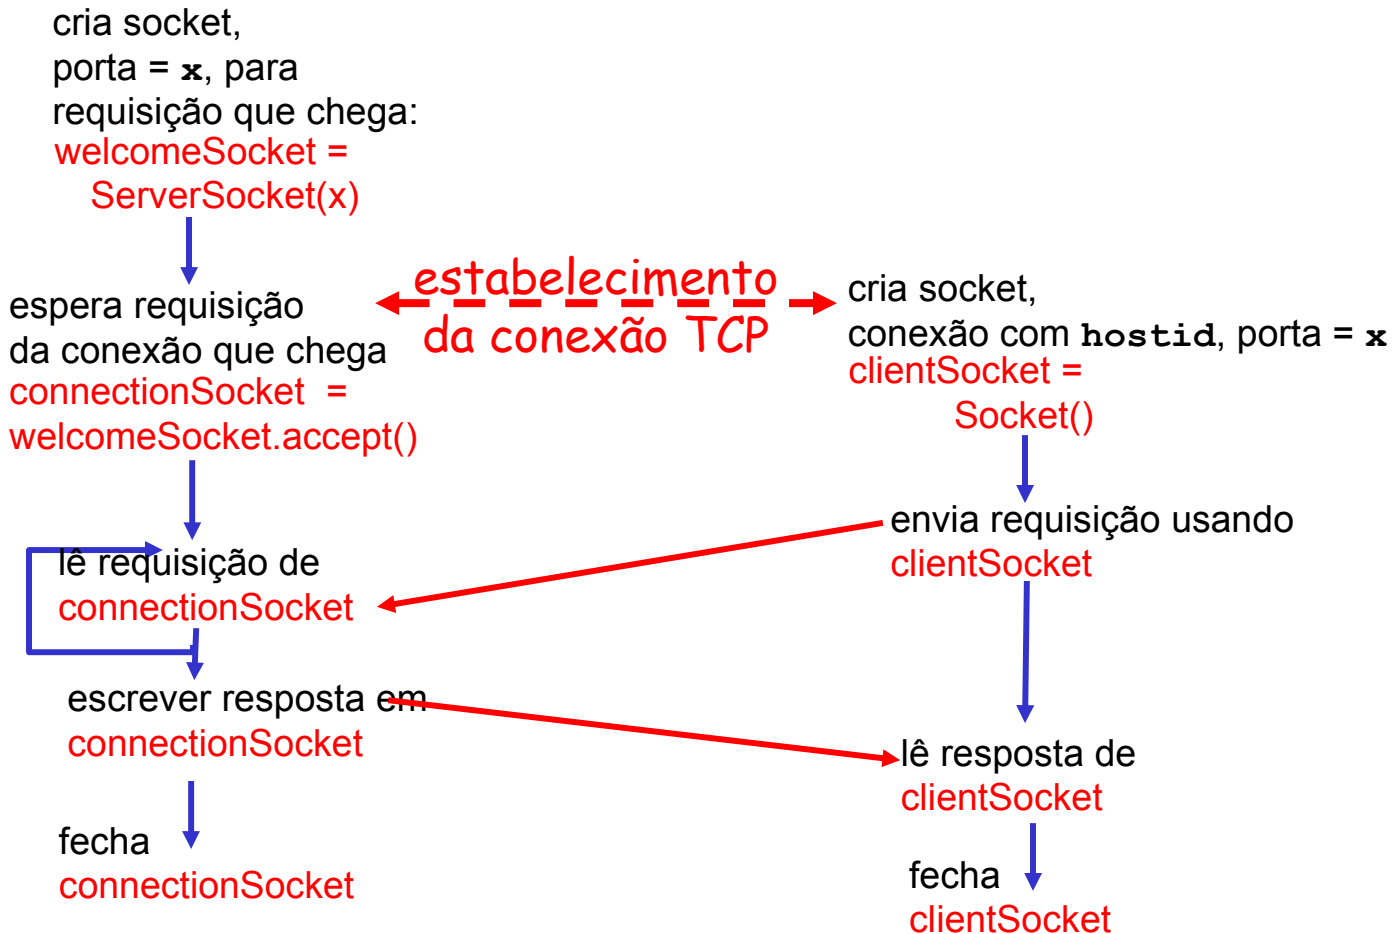 cria socket,
porta = x, para
requisição que chega:
welcomeSocket =
ServerSocket(x)
espera requisição
da conexão que chega
connectionSocket =
welcomeSocket.accept()
estabelecimento
da conexão TCP
cria socket,
conexão com hostid, porta = x
clientSocket =
Socket()
envia requisição usando
clientSocket
lê requisição de
connectionSocket
escrever resposta em
connectionSocket
lê resposta de
clientSocket
fecha
connectionSocket
fecha
clientSocket